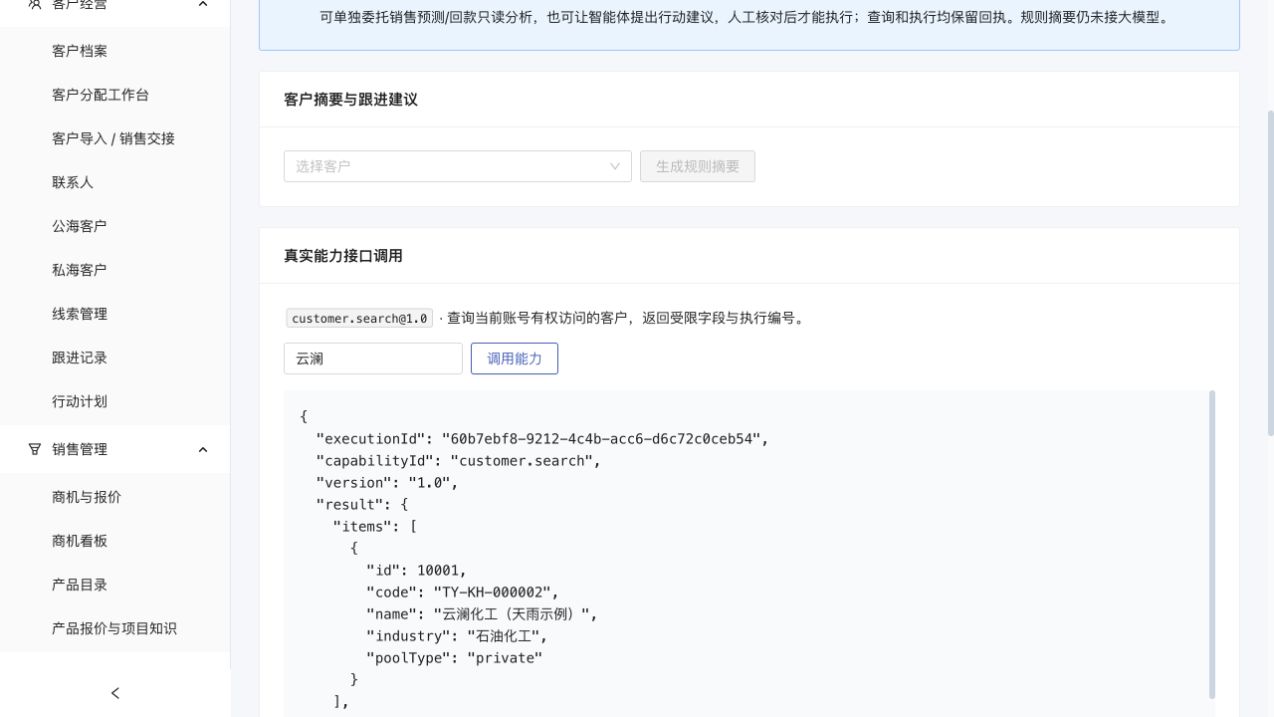 客户经营
客户档案
客户分配工作台
客户导入 / 销售交接
联系人
公海客户
私海客户
线索管理
跟进记录
行动计划
销售管理
商机与报价
商机看板
产品目录
产品报价与项目知识
可单独委托销售预测/回款只读分析，也可让智能体提出行动建议，人工核对后才能执行；查询和执行均保留回执。规则摘要仍未接大模型。
客户摘要与跟进建议
选择客户
生成规则摘要
真实能力接口调用
customer.search@1.0 · 查询当前账号有权访问的客户，返回受限字段与执行编号。
云澜
调用能力
{
"executionId": "60b7ebf8-9212-4c4b-acc6-d6c72c0ceb54",
"capabilityId": "customer.search",
"version": "1.0",
"result": {
"items": [
{
"id": 10001,
"code": "TY-KH-000002",
"name": "云澜化工（天雨示例）",
"industry": "石油化工",
"poolType": "private"
}
],